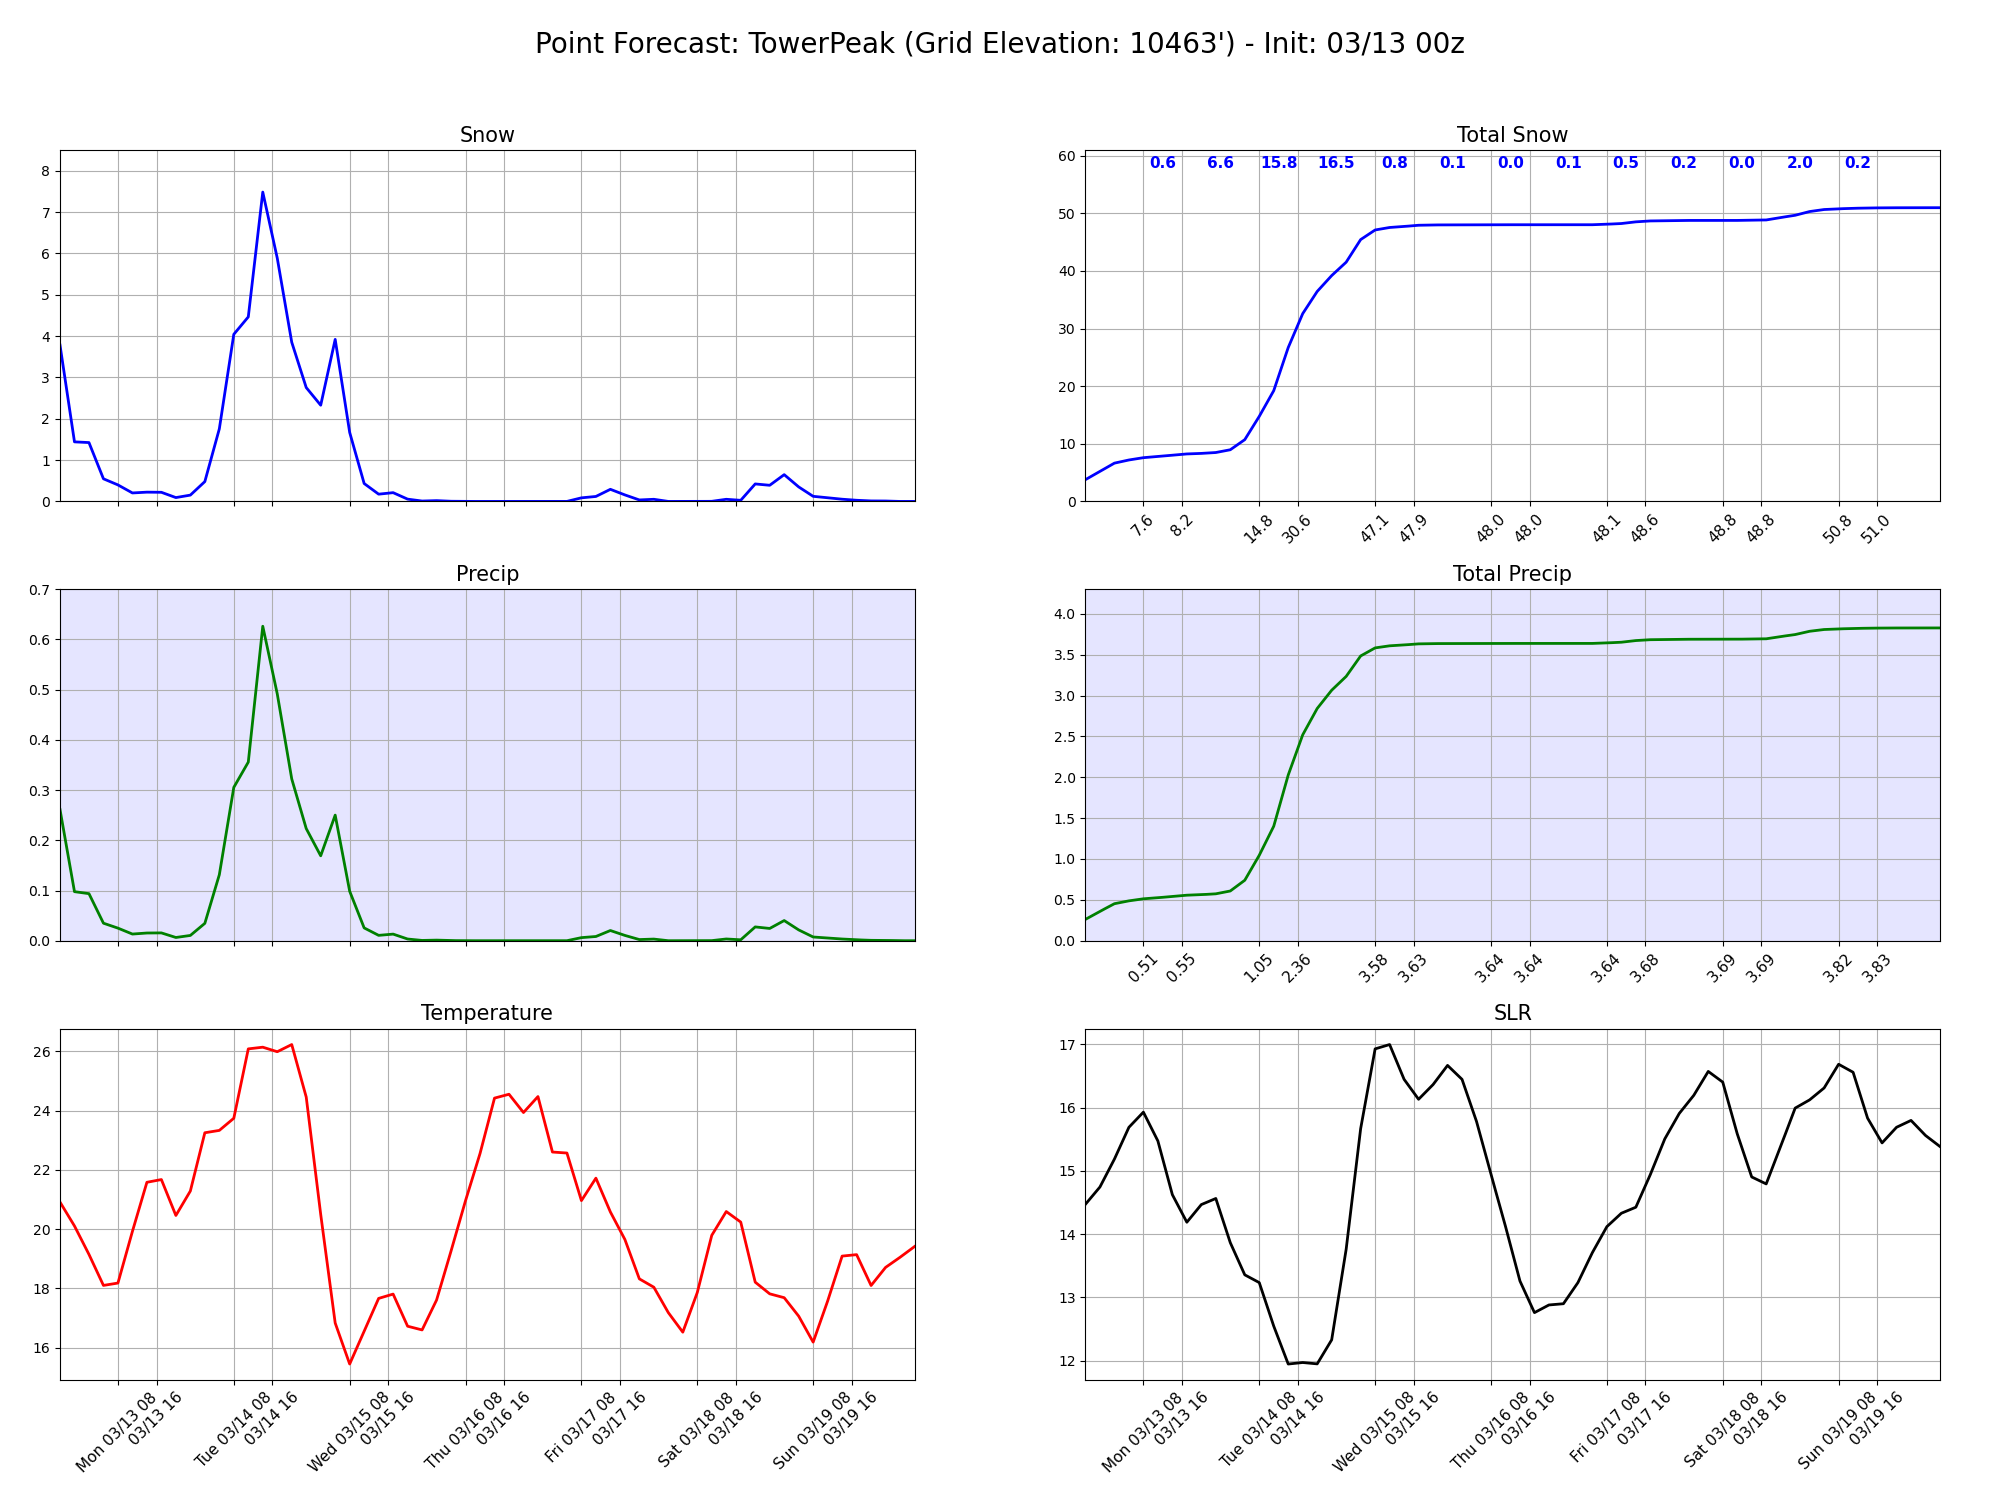 Point Forecast: TowerPeak (Grid Elevation: 10463') - Init: 03/13 00z
Snow
8
7
6
5
4
3
2
1
0
Total Snow
60
50
40
30
20
10
0
0.6 6.6 15.8 16.5 0.8 0.1 0.0 0.1 0.5 0.2 0.0 2.0 0.2
7.6 8.2 14.8 30.6 47.1 47.9 48.0 48.0 48.1 48.6 48.8 48.8 50.8 51.0
Precip
0.7
0.6
0.5
0.4
0.3
0.2
0.1
0.0
Total Precip
4.0
3.5
3.0
2.5
2.0
1.5
1.0
0.5
0.0
0.51 0.55 1.05 2.36 3.58 3.63 3.64 3.64 3.64 3.68 3.69 3.69 3.82 3.83
Temperature
26
24
22
20
18
16
Mon 03/13 08
03/13 16
Tue 03/14 08
03/14 16
Wed 03/15 08
03/15 16
Thu 03/16 08
03/16 16
Fri 03/17 08
03/17 16
Sat 03/18 08
03/18 16
Sun 03/19 08
03/19 16
SLR
17
16
15
14
13
12
Mon 03/13 08
03/13 16
Tue 03/14 08
03/14 16
Wed 03/15 08
03/15 16
Thu 03/16 08
03/16 16
Fri 03/17 08
03/17 16
Sat 03/18 08
03/18 16
Sun 03/19 08
03/19 16